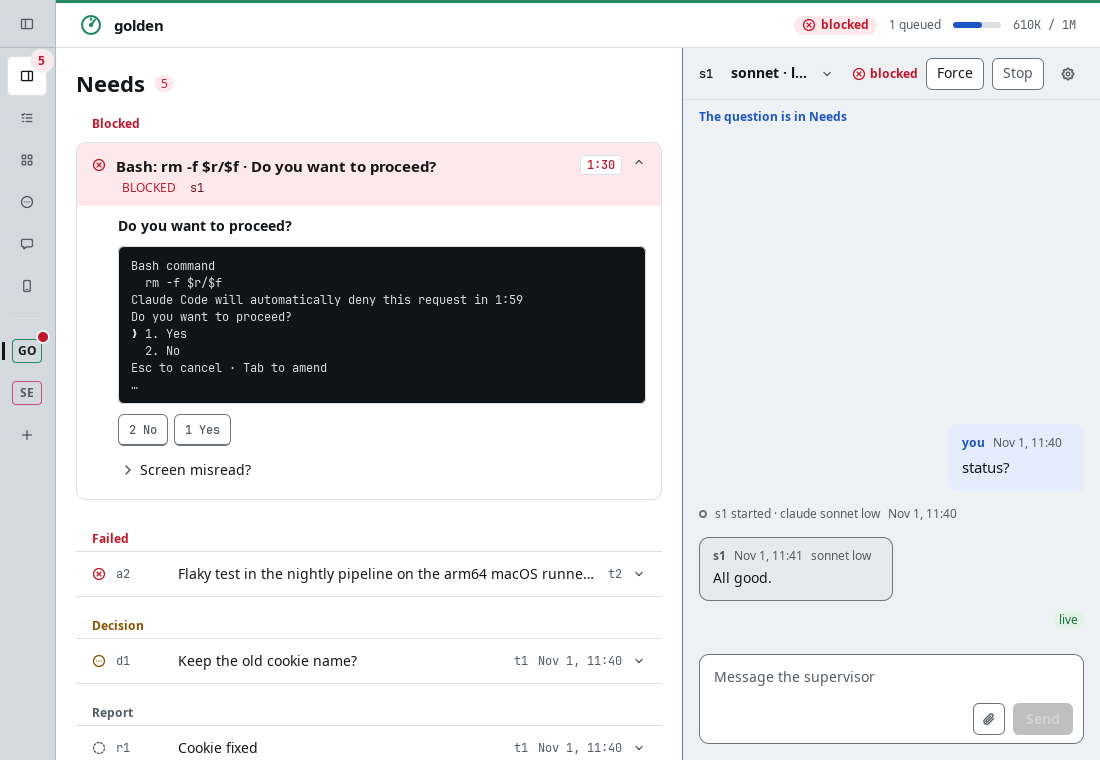 golden
blocked
1 queued
610K / 1M
5
GO
SE
Needs 5
Blocked
Bash: rm -f $r/$f · Do you want to proceed?
1:30
BLOCKED s1
Do you want to proceed?
Bash command
rm -f $r/$f
Claude Code will automatically deny this request in 1:59
Do you want to proceed?
❱ 1. Yes
2. No
Esc to cancel · Tab to amend
…
2 No
1 Yes
Screen misread?
Failed
a2 Flaky test in the nightly pipeline on the arm64 macOS runne… t2
Decision
d1 Keep the old cookie name? t1 Nov 1, 11:40
Report
r1 Cookie fixed t1 Nov 1, 11:40
s1 sonnet · l… blocked Force Stop
The question is in Needs
you Nov 1, 11:40
status?
s1 started · claude sonnet low Nov 1, 11:40
s1 Nov 1, 11:41 sonnet low
All good.
live
Message the supervisor
Send